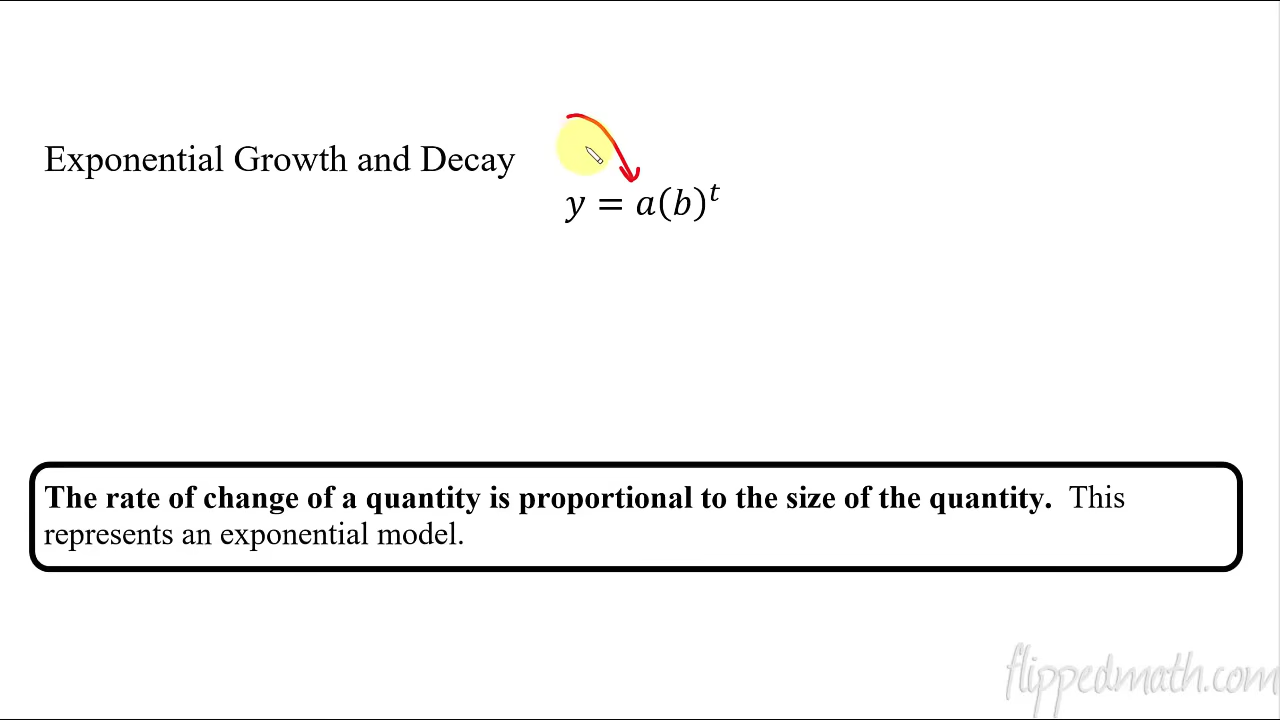 Exponential Growth and Decay
y = a(b)^t
The rate of change of a quantity is proportional to the size of the quantity. This
represents an exponential model.
flippedmath.com